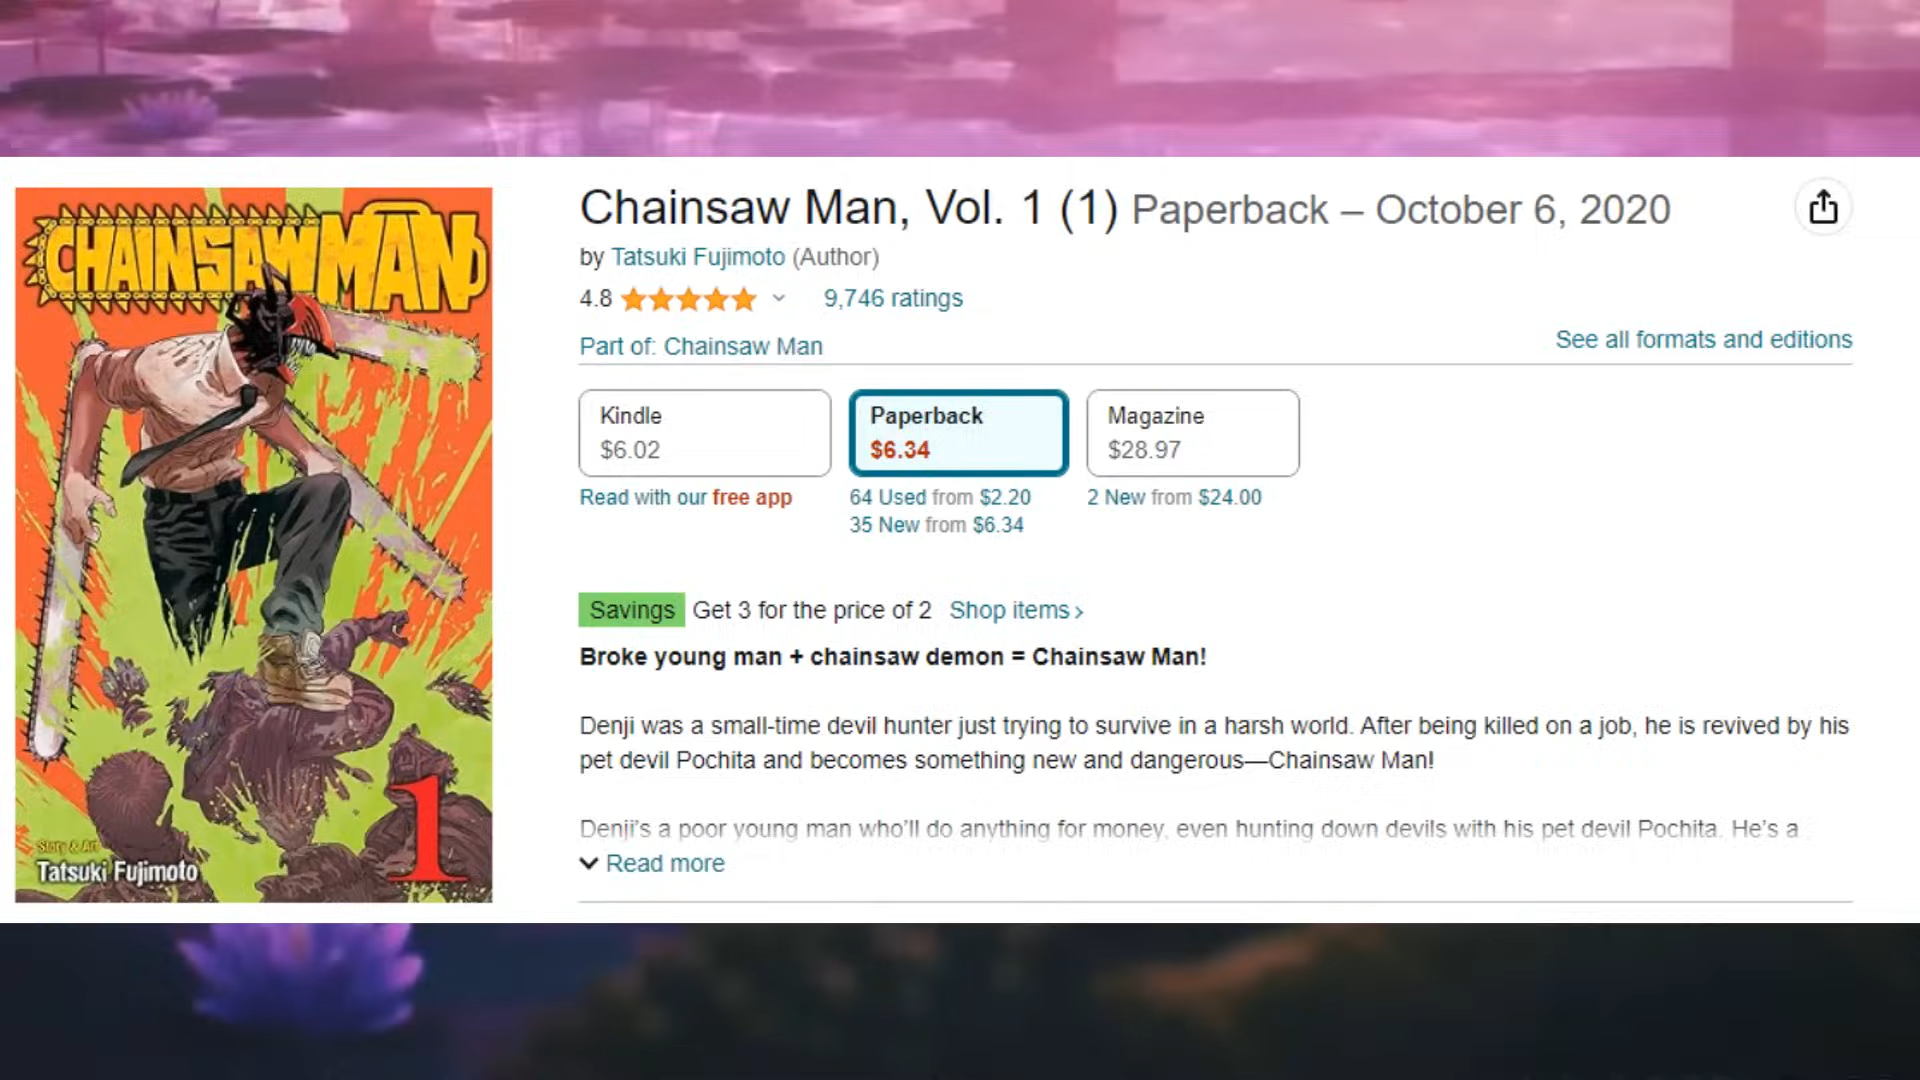 CHAINSAW MAN
1
Story & Art
Tatsuki Fujimoto
Chainsaw Man, Vol. 1 (1) Paperback – October 6, 2020
by Tatsuki Fujimoto (Author)
4.8 9,746 ratings
Part of: Chainsaw Man
See all formats and editions
Kindle
$6.02
Read with our free app
Paperback
$6.34
64 Used from $2.20
35 New from $6.34
Magazine
$28.97
2 New from $24.00
Savings Get 3 for the price of 2 Shop items ›
Broke young man + chainsaw demon = Chainsaw Man!
Denji was a small-time devil hunter just trying to survive in a harsh world. After being killed on a job, he is revived by his
pet devil Pochita and becomes something new and dangerous—Chainsaw Man!
Denji's a poor young man who'll do anything for money, even hunting down devils with his pet devil Pochita. He's a
Read more